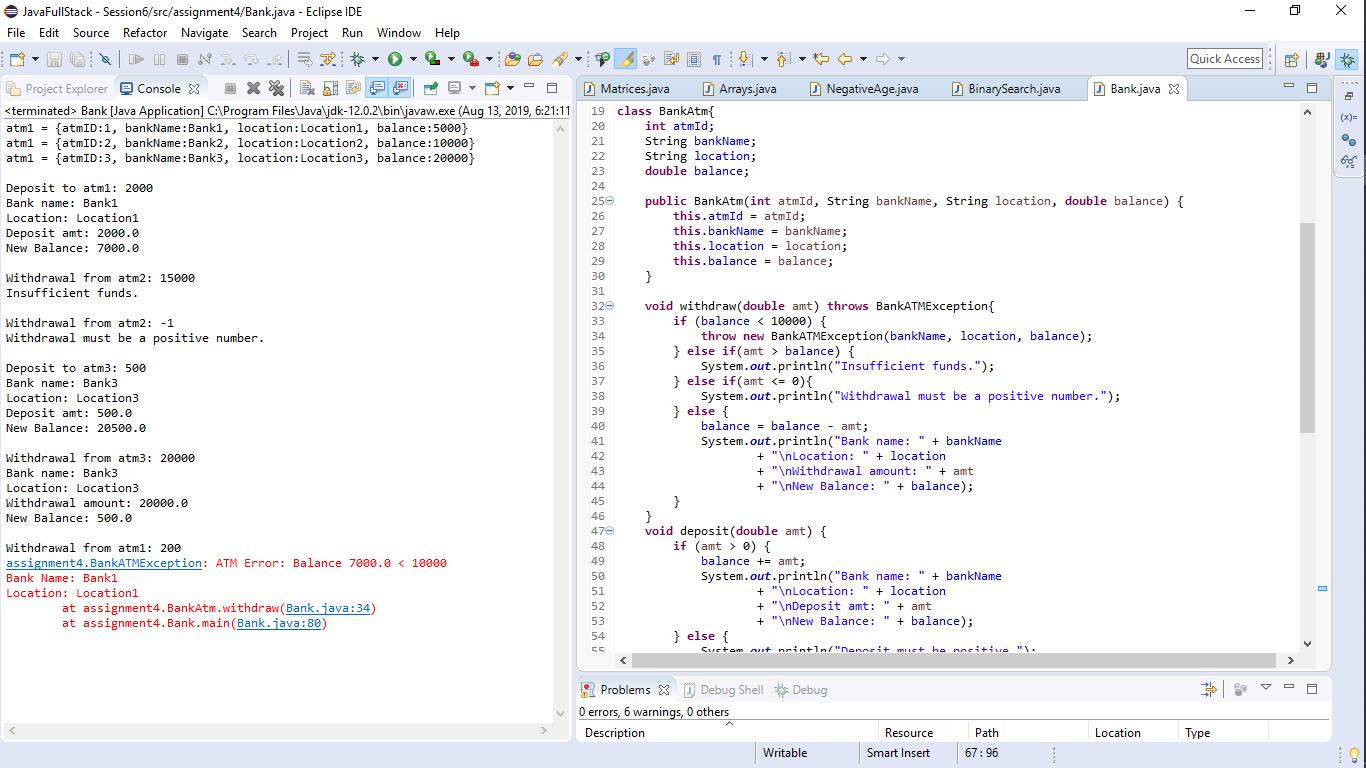 JavaFullStack - Session6/src/assignment4/Bank.java - Eclipse IDE
File Edit Source Refactor Navigate Search Project Run Window Help
Quick Access
Project Explorer Console
<terminated> Bank [Java Application] C:\Program Files\Java\jdk-12.0.2\bin\javaw.exe (Aug 13, 2019, 6:21:11
atm1 = {atmID:1, bankName:Bank1, location:Location1, balance:5000}
atm1 = {atmID:2, bankName:Bank2, location:Location2, balance:10000}
atm1 = {atmID:3, bankName:Bank3, location:Location3, balance:20000}
Deposit to atm1: 2000
Bank name: Bank1
Location: Location1
Deposit amt: 2000.0
New Balance: 7000.0
Withdrawal from atm2: 15000
Insufficient funds.
Withdrawal from atm2: -1
Withdrawal must be a positive number.
Deposit to atm3: 500
Bank name: Bank3
Location: Location3
Deposit amt: 500.0
New Balance: 20500.0
Withdrawal from atm3: 20000
Bank name: Bank3
Location: Location3
Withdrawal amount: 20000.0
New Balance: 500.0
Withdrawal from atm1: 200
assignment4.BankATMException: ATM Error: Balance 7000.0 < 10000
Bank Name: Bank1
Location: Location1
at assignment4.BankAtm.withdraw(Bank.java:34)
at assignment4.Bank.main(Bank.java:80)
Matrices.java Arrays.java NegativeAge.java BinarySearch.java Bank.java
19 class BankAtm{
20 int atmId;
21 String bankName;
22 String location;
23 double balance;
24
25 public BankAtm(int atmId, String bankName, String location, double balance) {
26 this.atmId = atmId;
27 this.bankName = bankName;
28 this.location = location;
29 this.balance = balance;
30 }
31
32 void withdraw(double amt) throws BankATMException{
33 if (balance < 10000) {
34 throw new BankATMException(bankName, location, balance);
35 } else if(amt > balance) {
36 System.out.println("Insufficient funds.");
37 } else if(amt <= 0){
38 System.out.println("Withdrawal must be a positive number.");
39 } else {
40 balance = balance - amt;
41 System.out.println("Bank name: " + bankName
42 + "\nLocation: " + location
43 + "\nWithdrawal amount: " + amt
44 + "\nNew Balance: " + balance);
45 }
46 }
47 void deposit(double amt) {
48 if (amt > 0) {
49 balance += amt;
50 System.out.println("Bank name: " + bankName
51 + "\nLocation: " + location
52 + "\nDeposit amt: " + amt
53 + "\nNew Balance: " + balance);
54 } else {
55 System.out.println("Deposit must be positive.");
Problems Debug Shell Debug
0 errors, 6 warnings, 0 others
Description Resource Path Location Type
Writable Smart Insert 67 : 96